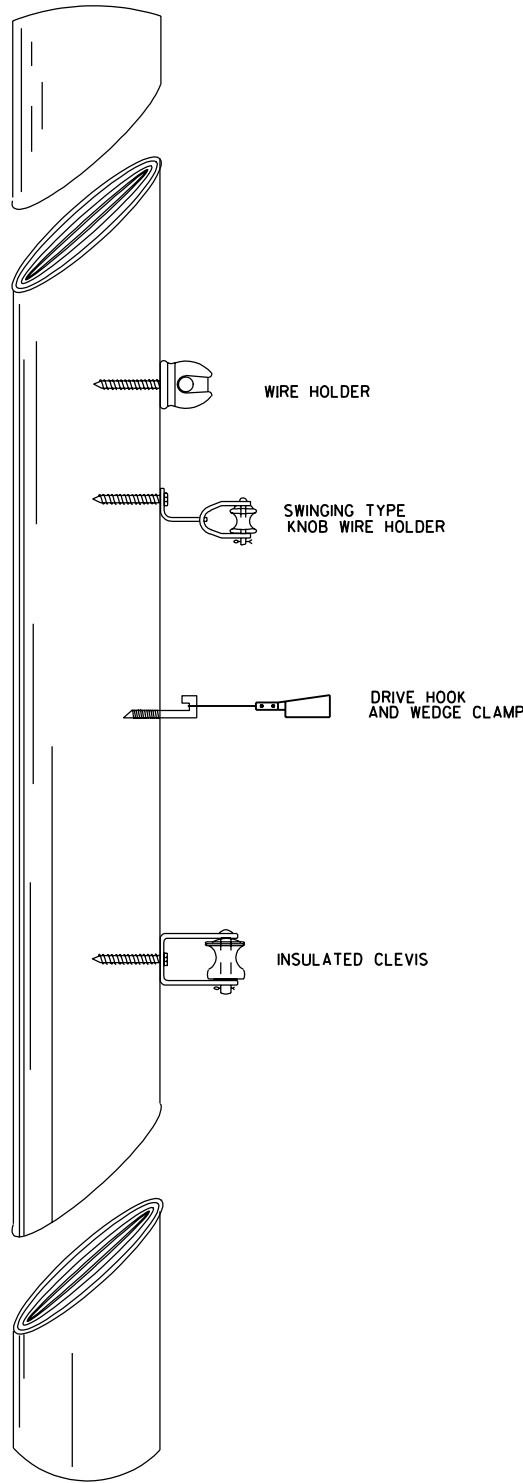 WIRE HOLDER
SWINGING TYPE
KNOB WIRE HOLDER
DRIVE HOOK
AND WEDGE CLAMP
INSULATED CLEVIS